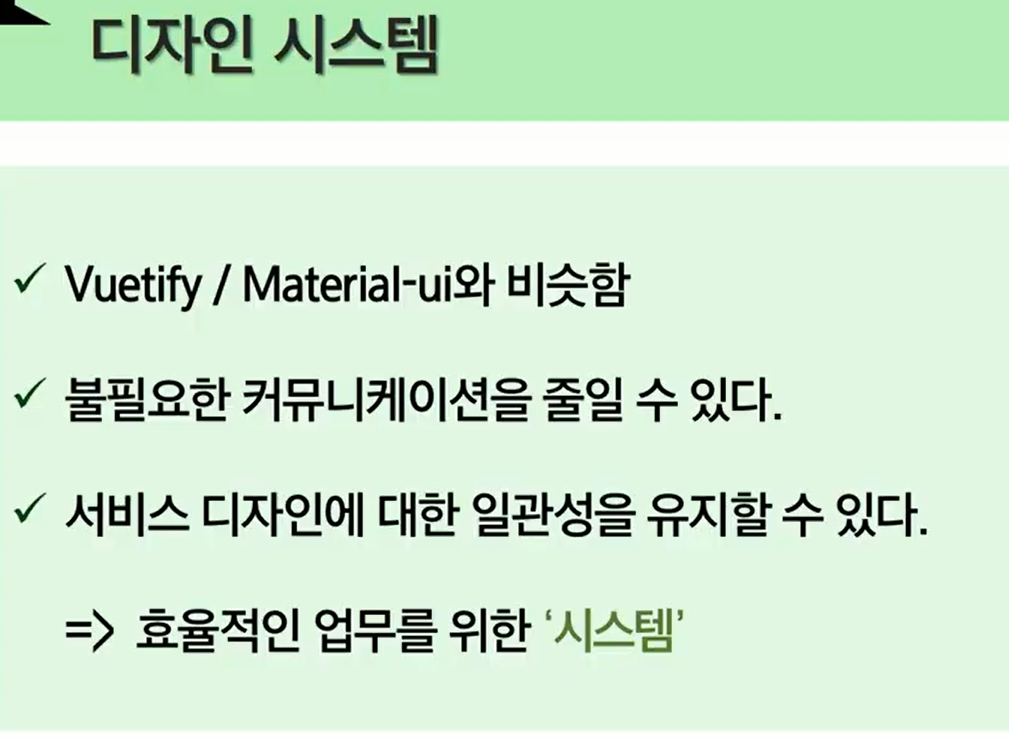 디자인 시스템
✓ Vuetify / Material-ui와 비슷함
✓ 불필요한 커뮤니케이션을 줄일 수 있다.
✓ 서비스 디자인에 대한 일관성을 유지할 수 있다.
=> 효율적인 업무를 위한 ‘시스템’